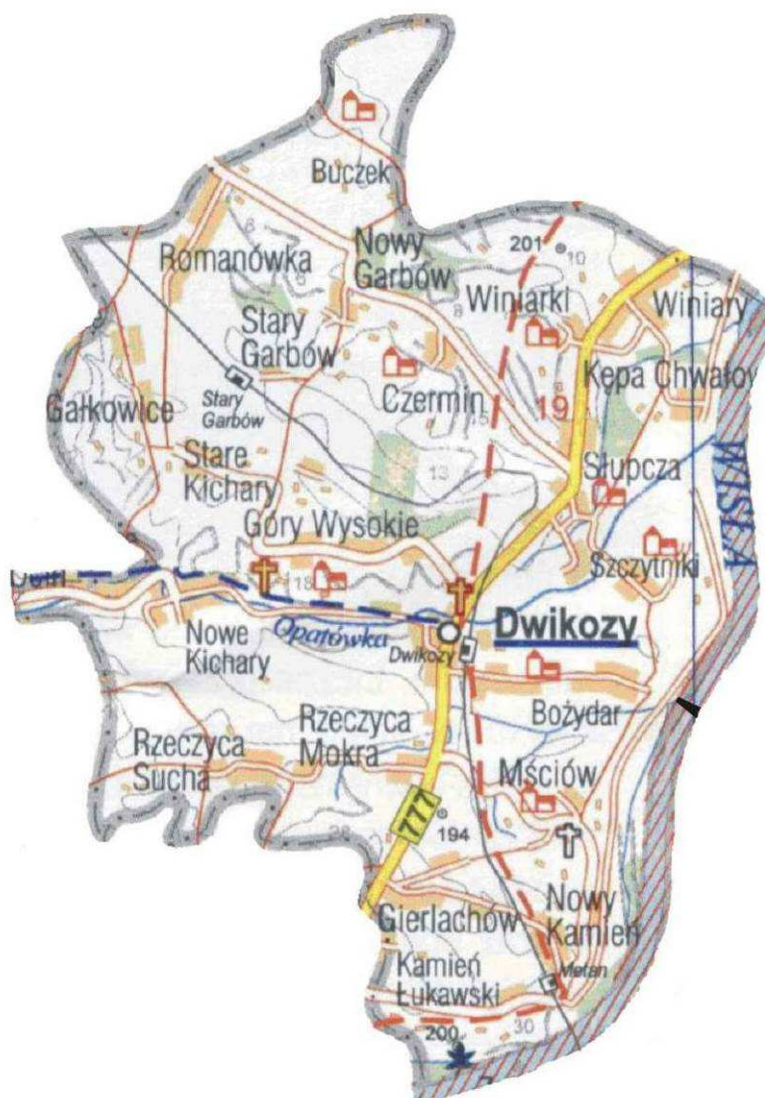 Buczek
Romanówka
Nowy
Garbów
201
10
Winiarki
Winiary
Stary
Garbów
Stary
Garbów
Czermin
19
Kępa Chwałow
Gałkowice
Stare
Kichary
13
Słupcza
WISŁA
Góry Wysokie
Szczytniki
18
Nowe
Kichary
Opatówka
Dwikozy
Dwikozy
Bożydar
Rzeczyca
Sucha
Rzeczyca
Mokra
Mściów
777
194
Gierlachów
Nowy
Kamień
Kamień
Łukawski
Metan
200
30